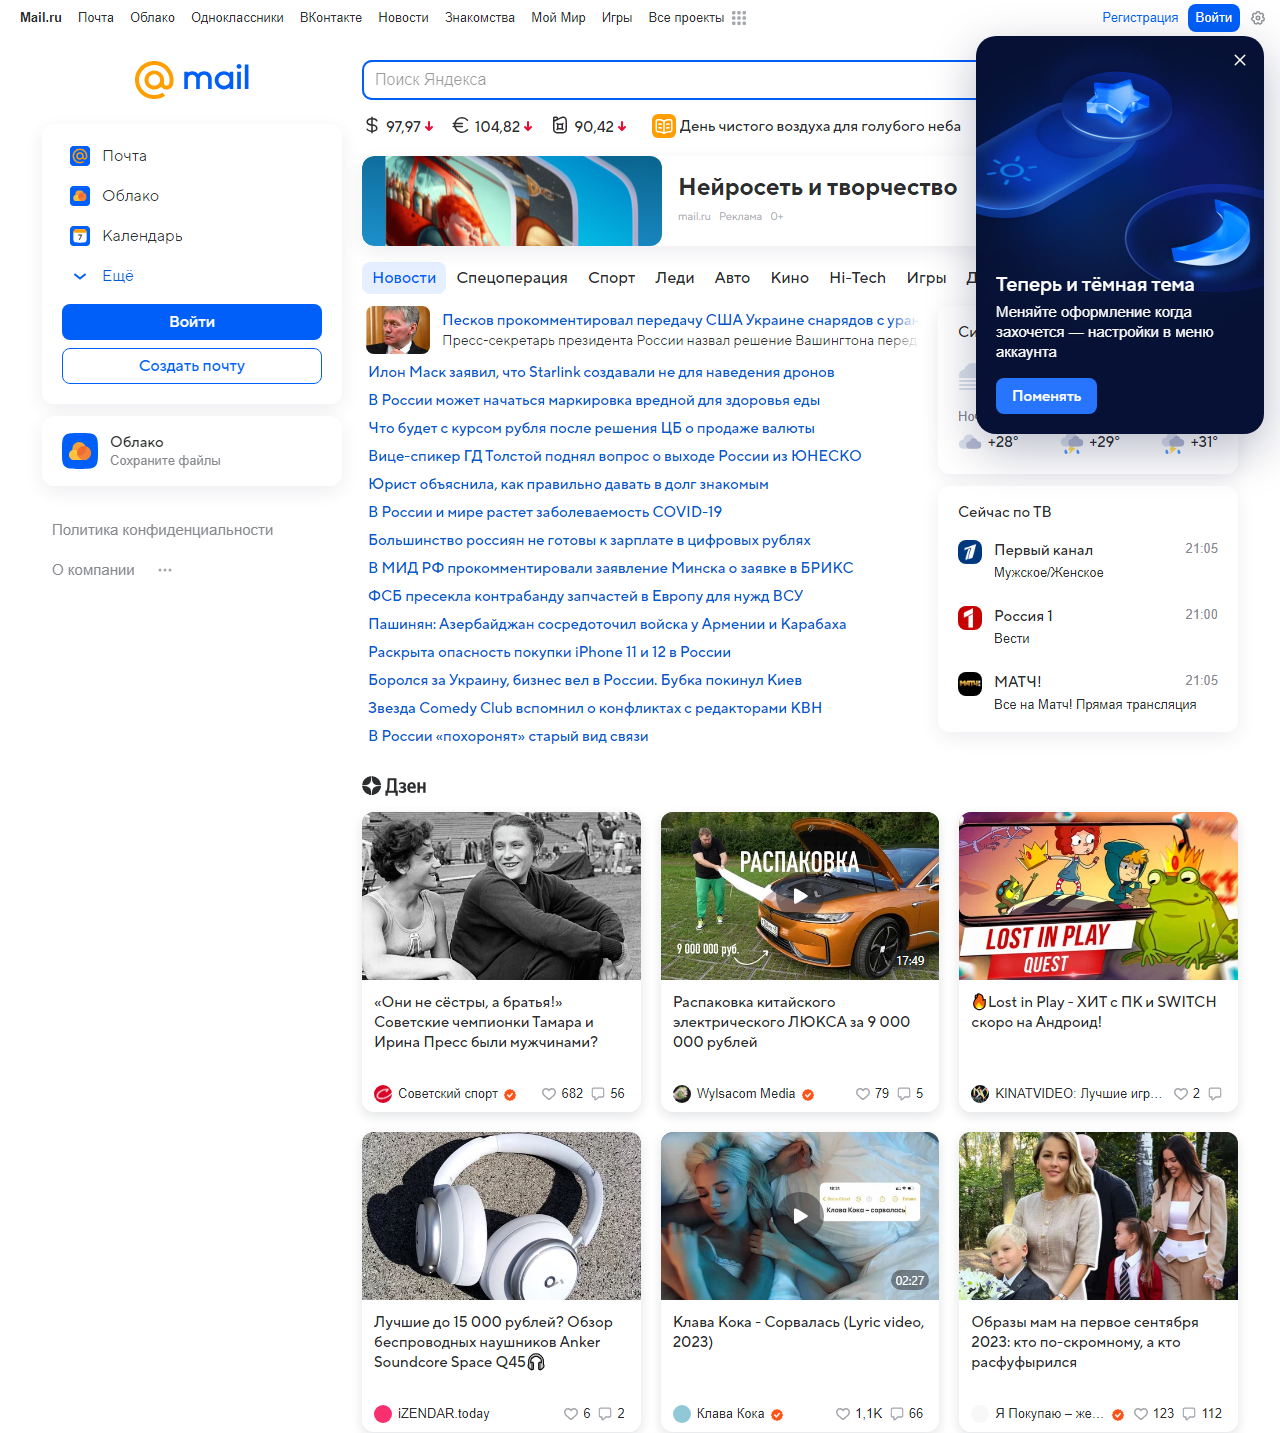 Mail.ru Почта Облако Одноклассники ВКонтакте Новости Знакомства Мой Мир Игры Все проекты Регистрация Войти
@ mail
Поиск Яндекса
$ 97,97 € 104,82 90,42 День чистого воздуха для голубого неба
Почта
Облако
7 Календарь
Ещё
Войти
Создать почту
Облако
Сохраните файлы
Политика конфиденциальности
О компании
Нейросеть и творчество
mail.ru Реклама 0+
Теперь и тёмная тема
Меняйте оформление когда
захочется — настройки в меню
аккаунта
Поменять
Новости Спецоперация Спорт Леди Авто Кино Hi-Tech Игры
Песков прокомментировал передачу США Украине снарядов с уран
Пресс-секретарь президента России назвал решение Вашингтона перед
Илон Маск заявил, что Starlink создавали не для наведения дронов
В России может начаться маркировка вредной для здоровья еды
Что будет с курсом рубля после решения ЦБ о продаже валюты
Вице-спикер ГД Толстой поднял вопрос о выходе России из ЮНЕСКО
Юрист объяснила, как правильно давать в долг знакомым
В России и мире растет заболеваемость COVID-19
Большинство россиян не готовы к зарплате в цифровых рублях
В МИД РФ прокомментировали заявление Минска о заявке в БРИКС
ФСБ пресекла контрабанду запчастей в Европу для нужд ВСУ
Пашинян: Азербайджан сосредоточил войска у Армении и Карабаха
Раскрыта опасность покупки iPhone 11 и 12 в России
Боролся за Украину, бизнес вел в России. Бубка покинул Киев
Звезда Comedy Club вспомнил о конфликтах с редакторами КВН
В России «похоронят» старый вид связи
+28° +29° +31°
Сейчас по ТВ
Первый канал 21:05
Мужское/Женское
Россия 1 21:00
Вести
МАТЧ! МАТЧ! 21:05
Все на Матч! Прямая трансляция
Дзен
«Они не сёстры, а братья!»
Советские чемпионки Тамара и
Ирина Пресс были мужчинами?
Советский спорт 682 56
РАСПАКОВКА
9 000 000 руб.
17:49
Распаковка китайского
электрического ЛЮКСА за 9 000
000 рублей
Wylsacom Media 79 5
LOST IN PLAY
QUEST
🔥Lost in Play - ХИТ с ПК и SWITCH
скоро на Андроид!
KINATVIDEO: Лучшие игр... 2
Лучшие до 15 000 рублей? Обзор
беспроводных наушников Anker
Soundcore Space Q45🎧
iZENDAR.today 6 2
Клава Кока – сорвалась
02:27
Клава Кока - Сорвалась (Lyric video,
2023)
Клава Кока 1,1K 66
Образы мам на первое сентября
2023: кто по-скромному, а кто
расфуфырился
Я Покупаю – же... 123 112